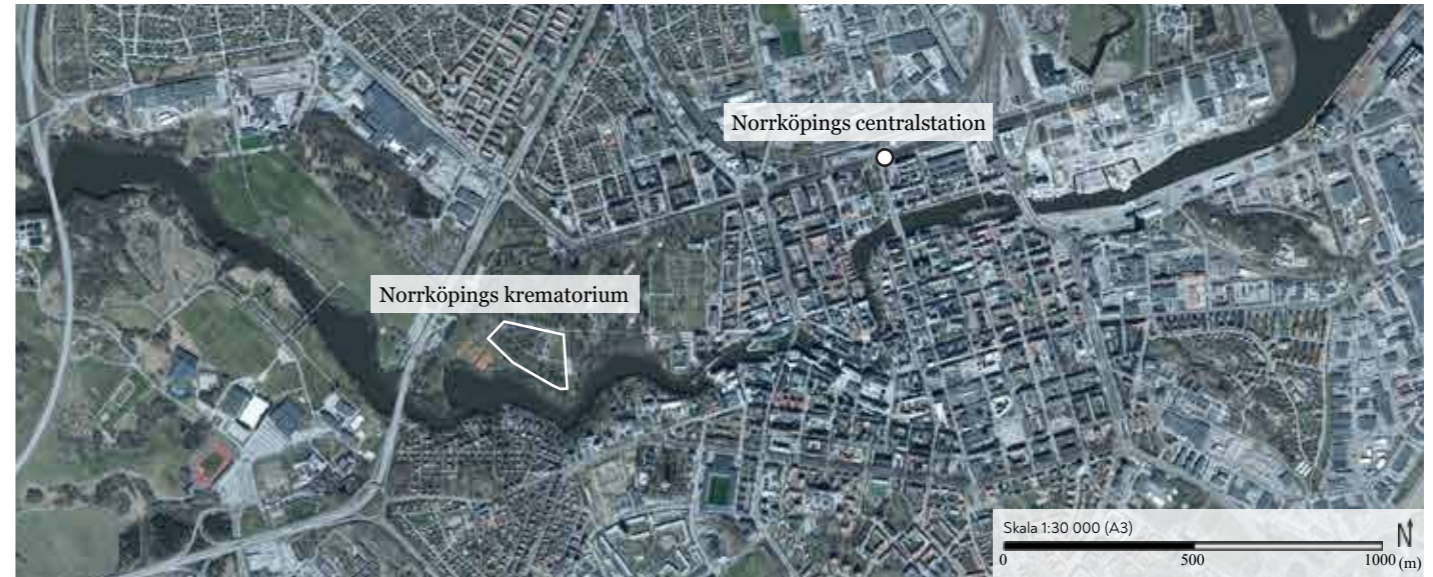 Norrköpings centralstation
Norrköpings krematorium
Skala 1:30 000 (A3)
N
0 500 1000 (m)